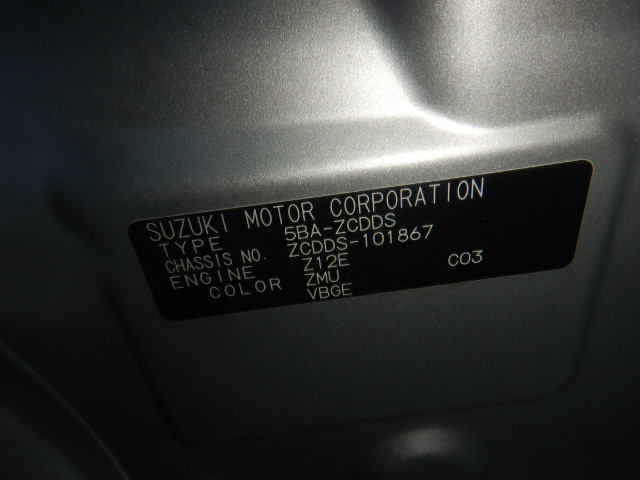 SUZUKI MOTOR CORPORATION
TYPE 5BA-ZCDDS
CHASSIS NO. ZCDDS-101867
ENGINE Z12E C03
COLOR ZMU
VBGE